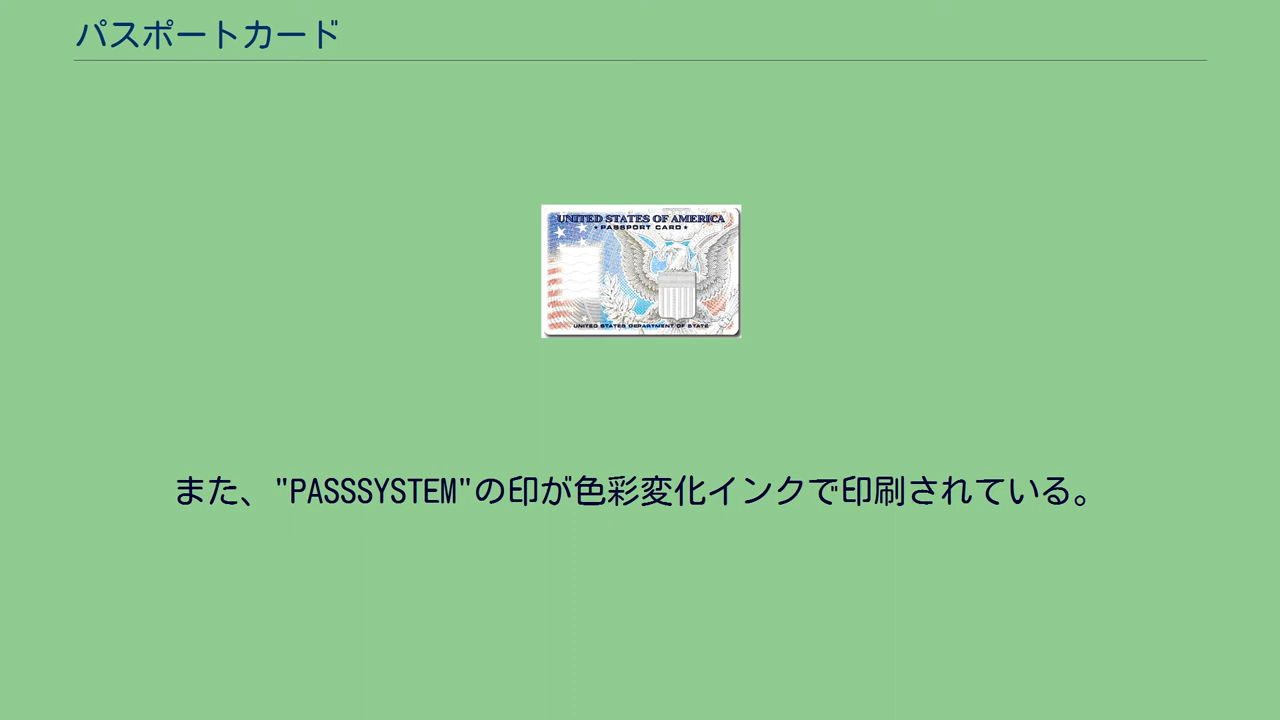 パスポートカード
UNITED STATES OF AMERICA
★PASSPORT CARD★
UNITED STATES DEPARTMENT OF STATE
また、"PASSSYSTEM"の印が色彩変化インクで印刷されている。